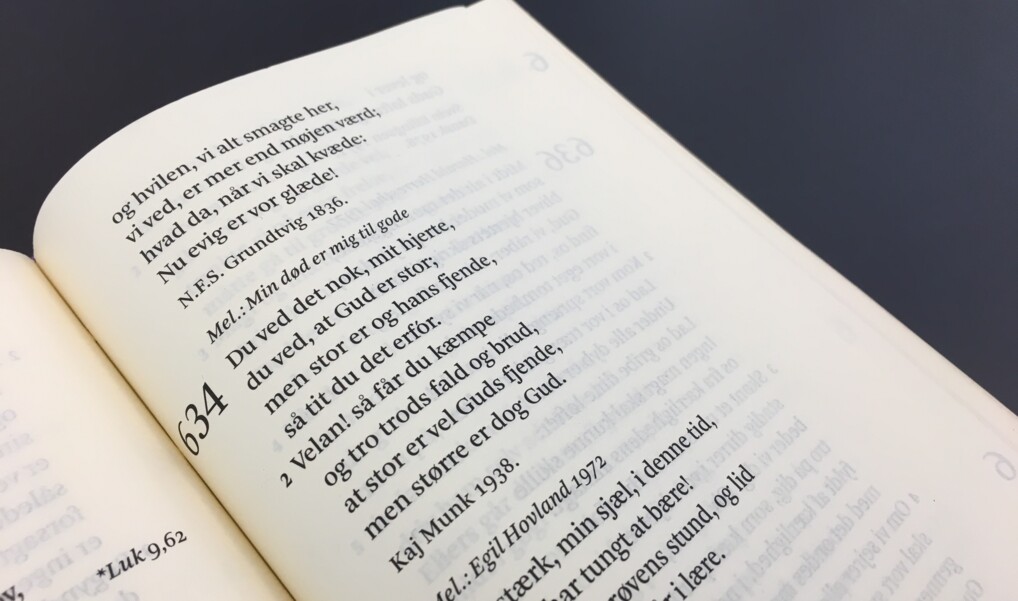 og hvilen, vi alt smagte her,
vi ved, er mer end møjen værd;
hvad da, når vi skal kvæde:
Nu evig er vor glæde!
N.F.S. Grundtvig 1836.
Mel.: Min død er mig til gode
634
Du ved det nok, mit hjerte,
du ved, at Gud er stor;
men stor er og hans fjende,
så tit du det erfór.
2 Velan! så får du kæmpe
og tro trods fald og brud,
at stor er vel Guds fjende,
men større er dog Gud.
Kaj Munk 1938.
Mel.: Egil Hovland 1972
stærk, min sjæl, i denne tid,
har tungt at bære!
prøvens stund, og lid
i lære.
*Luk 9,62